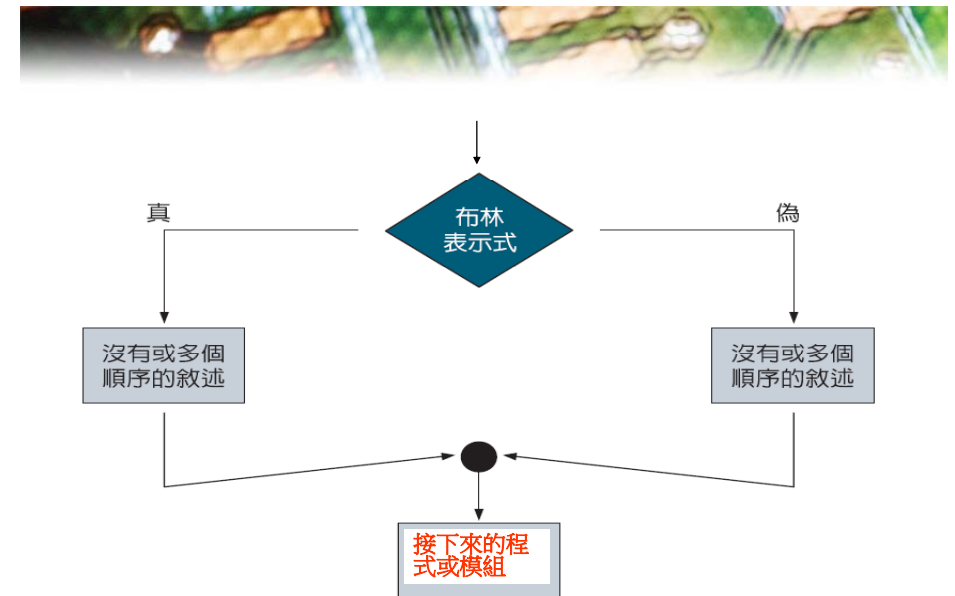 布林
表示式
真
偽
沒有或多個
順序的敘述
沒有或多個
順序的敘述
接下來的程
式或模組